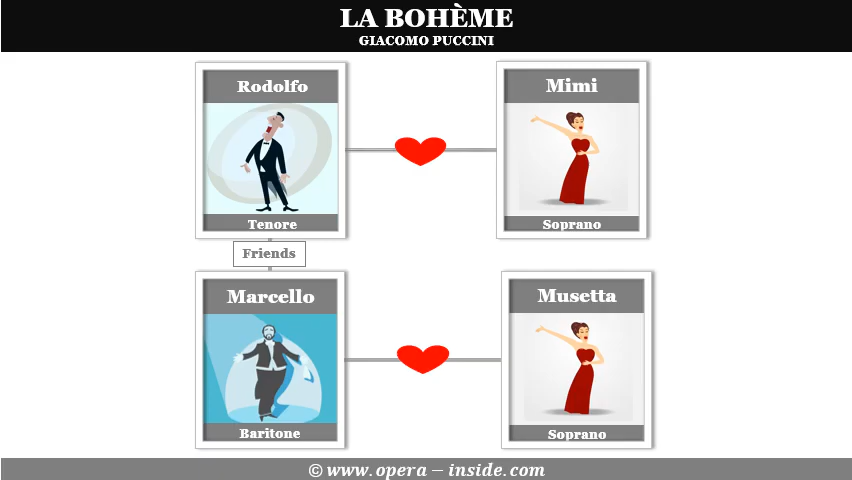 LA BOHÈME
GIACOMO PUCCINI
Rodolfo
Mimi
Tenore
Soprano
Friends
Marcello
Musetta
Baritone
Soprano
© www.opera – inside.com